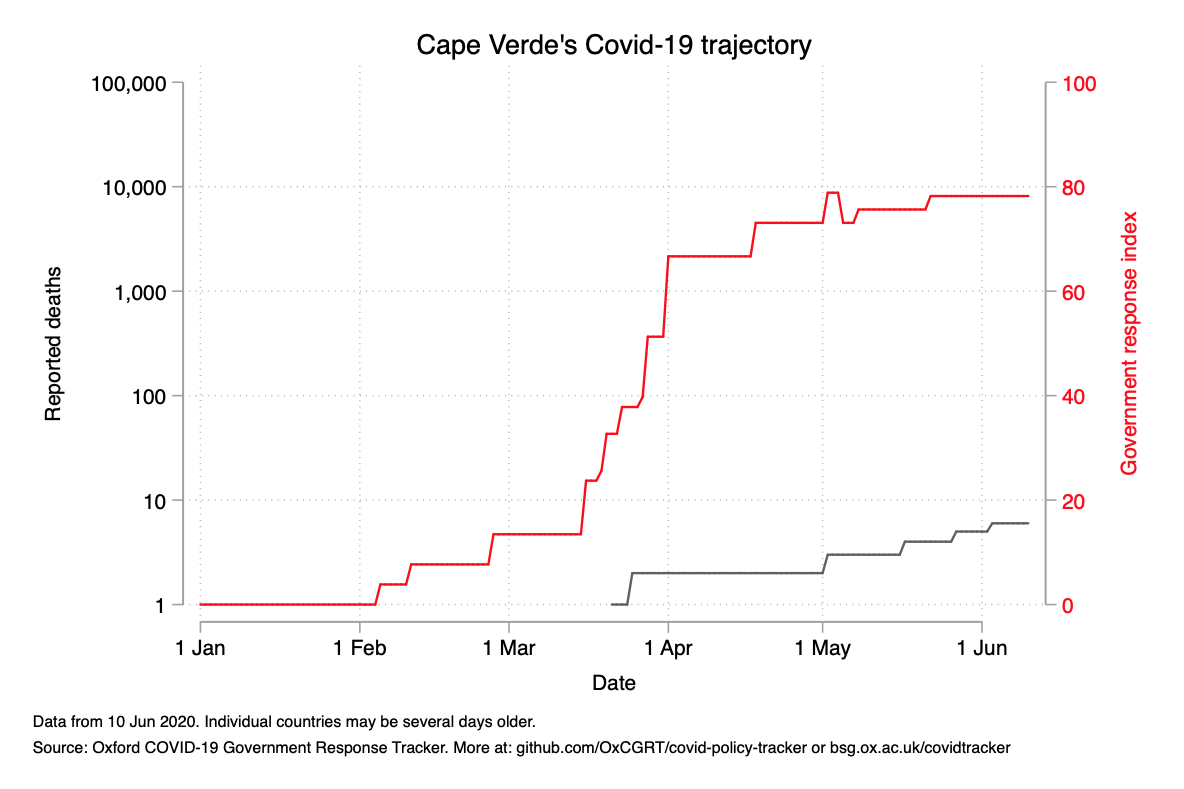 Cape Verde's Covid-19 trajectory
100,000
10,000
1,000
100
10
1
Reported deaths
100
80
60
40
20
0
Government response index
1 Jan
1 Feb
1 Mar
1 Apr
1 May
1 Jun
Date
Data from 10 Jun 2020. Individual countries may be several days older.
Source: Oxford COVID-19 Government Response Tracker. More at: github.com/OxCGRT/covid-policy-tracker or bsg.ox.ac.uk/covidtracker